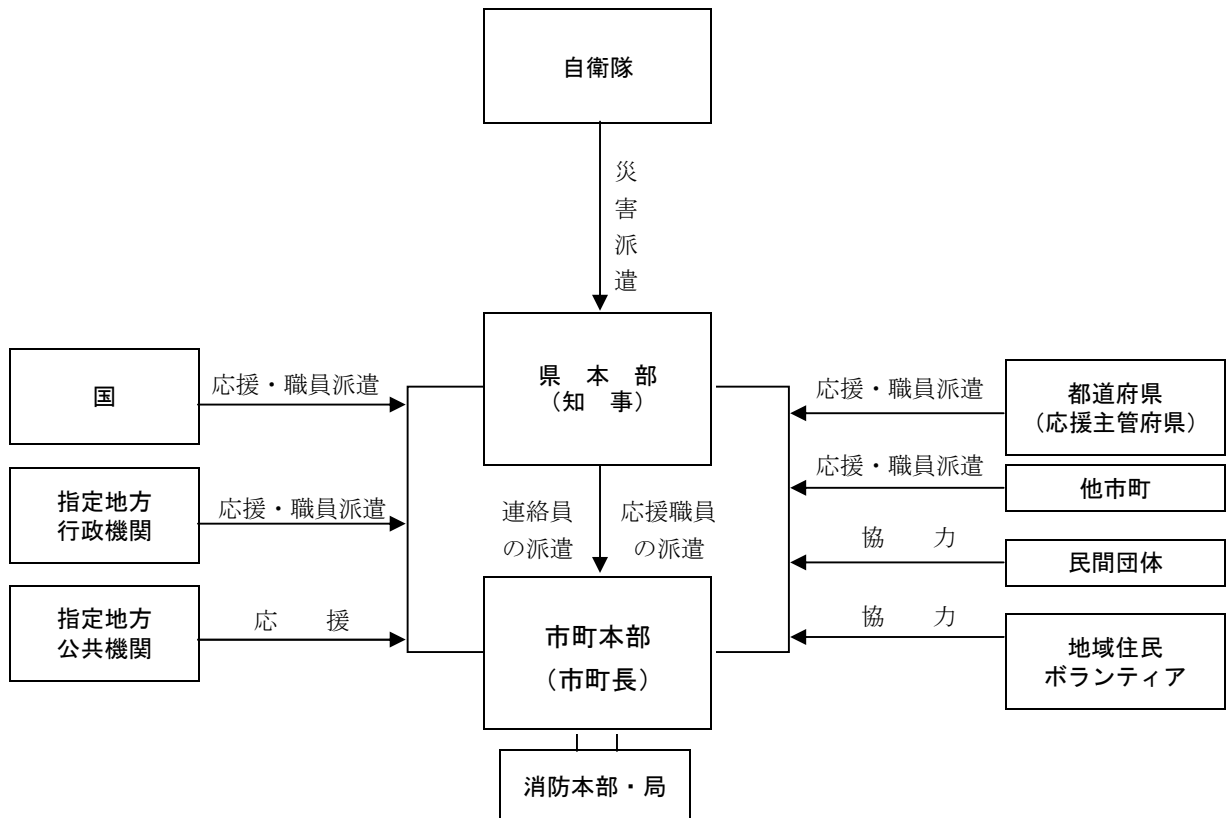 自衛隊
災害派遣
県　本　部
（知　事）
国
応援・職員派遣
指定地方
行政機関
応援・職員派遣
指定地方
公共機関
応　　援
連絡員
の派遣
応援職員
の派遣
応援・職員派遣
都道府県
（応援主管府県）
応援・職員派遣
他市町
協　　力
民間団体
協　　力
地域住民
ボランティア
市町本部
（市町長）
消防本部・局